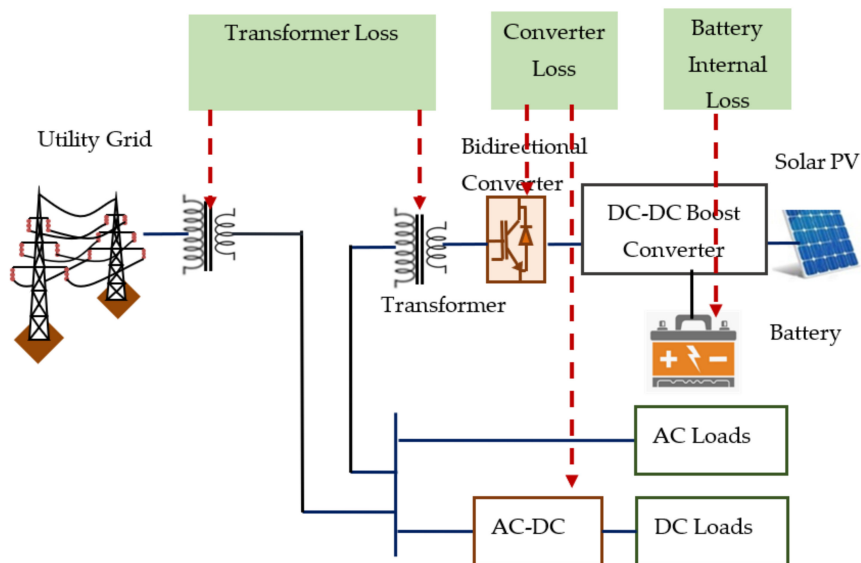 Transformer Loss
Converter
Loss
Battery
Internal
Loss
Utility Grid
Bidirectional
Converter
Solar PV
DC-DC Boost
Converter
Transformer
Battery
AC Loads
AC-DC
DC Loads